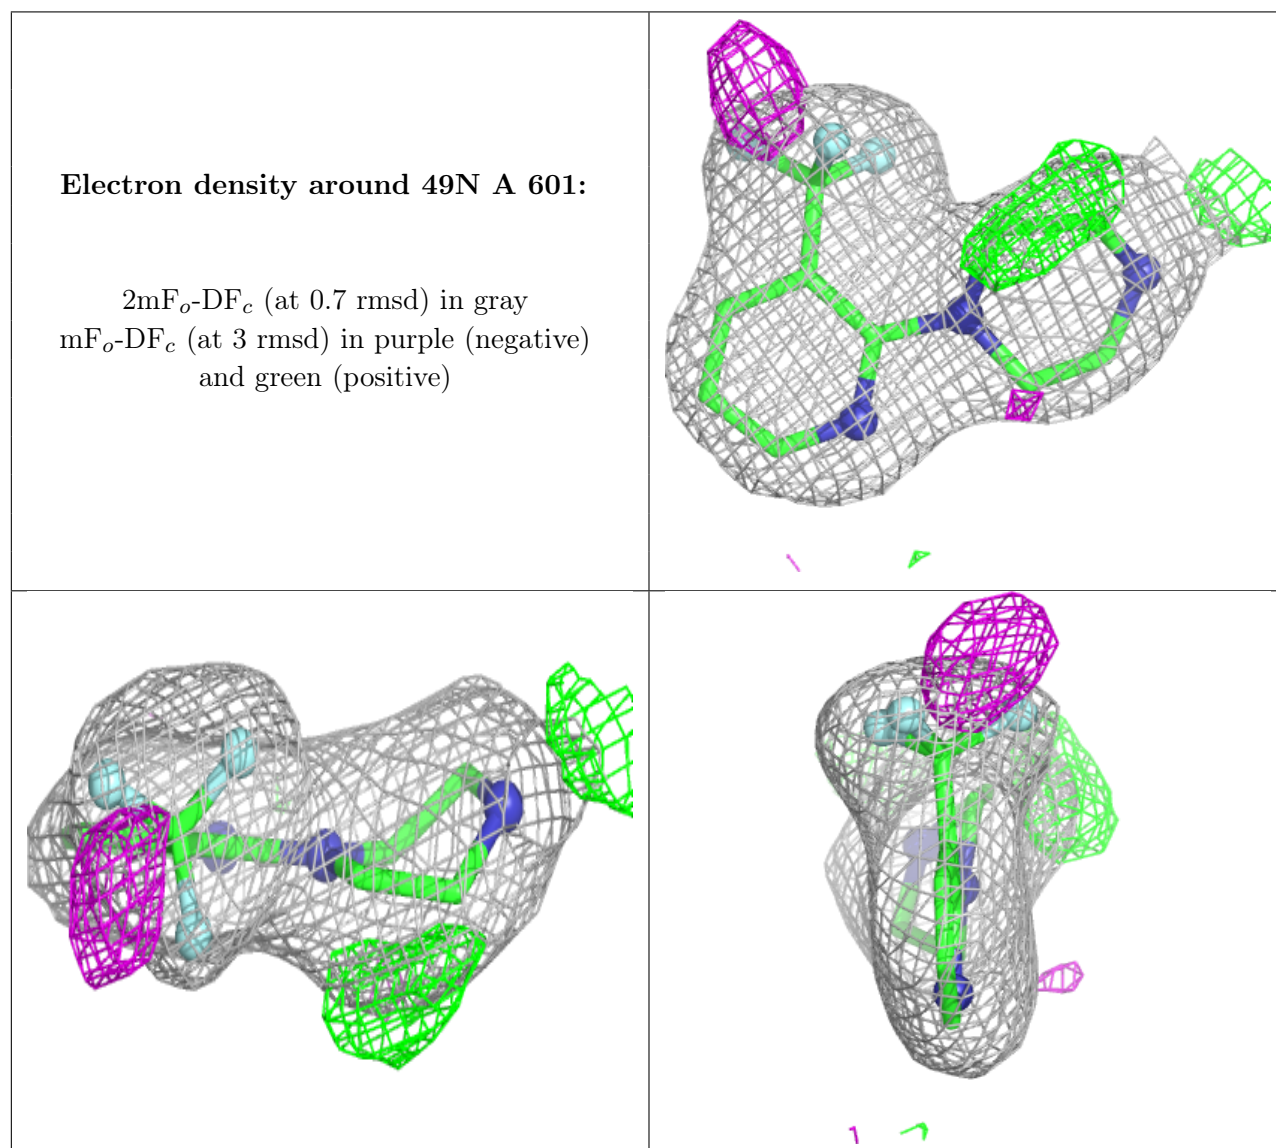 Electron density around 49N A 601:
2mFo-DFc (at 0.7 rmsd) in gray
mFo-DFc (at 3 rmsd) in purple (negative)
and green (positive)